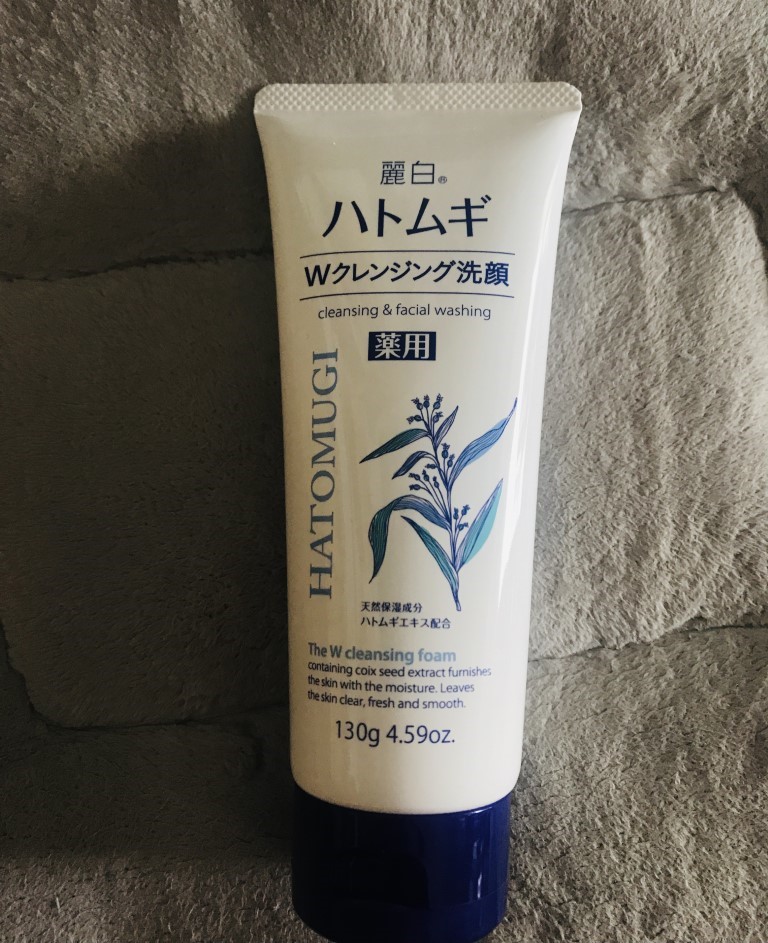 麗白®
ハトムギ
Wクレンジング洗顔
cleansing & facial washing
薬用
HATOMUGI
天然保湿成分
ハトムギエキス配合
The W cleansing foam
containing coix seed extract furnishes
the skin with the moisture. Leaves
the skin clear, fresh and smooth.
130g 4.59oz.